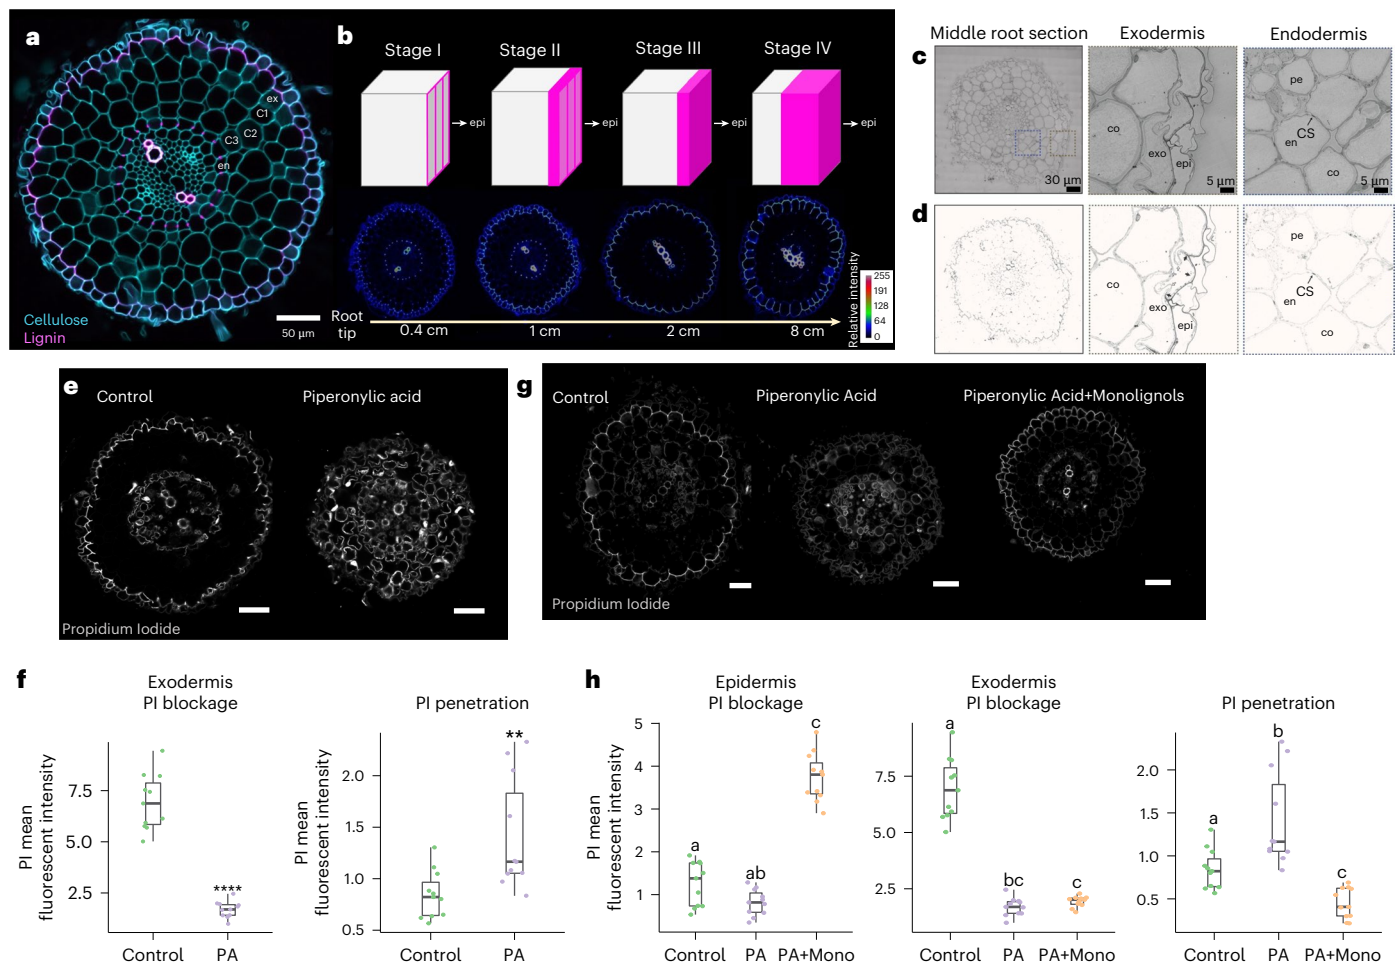 a
ex
C1
C2
C3
en
Cellulose
Lignin
50 µm
b
Stage I
Stage II
Stage III
Stage IV
epi
epi
epi
epi
Root
tip
0.4 cm
1 cm
2 cm
8 cm
Relative intensity
255
191
128
64
0
Middle root section
Exodermis
Endodermis
c
30 µm
co
exo
epi
5 µm
pe
CS
en
co
5 µm
d
co
exo
epi
pe
CS
en
co
e
Control
Piperonylic acid
Propidium Iodide
g
Control
Piperonylic Acid
Piperonylic Acid+Monolignols
Propidium Iodide
f
Exodermis
PI blockage
PI mean
fluorescent intensity
7.5
5.0
2.5
****
Control
PA
PI penetration
PI mean
fluorescent intensity
2.0
1.5
1.0
0.5
**
Control
PA
h
Epidermis
PI blockage
PI mean
fluorescent intensity
5
4
3
2
1
a
ab
c
Control
PA
PA+Mono
Exodermis
PI blockage
7.5
5.0
2.5
a
bc
c
Control
PA
PA+Mono
PI penetration
2.0
1.5
1.0
0.5
a
b
c
Control
PA
PA+Mono